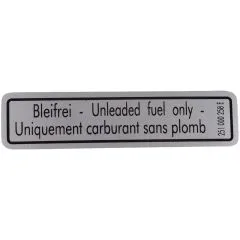 Bleifrei - Unleaded fuel only -
Uniquement carburant sans plomb
251 000 256 E